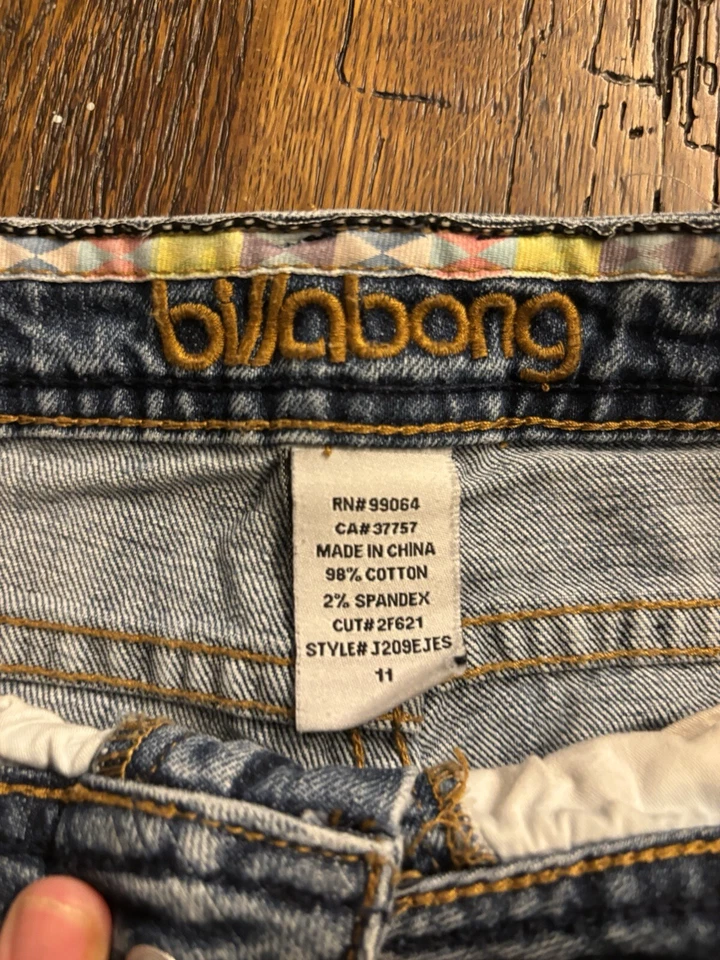 billabong
RN# 99064
CA# 37757
MADE IN CHINA
98% COTTON
2% SPANDEX
CUT# 2F621
STYLE# J209EJES
11